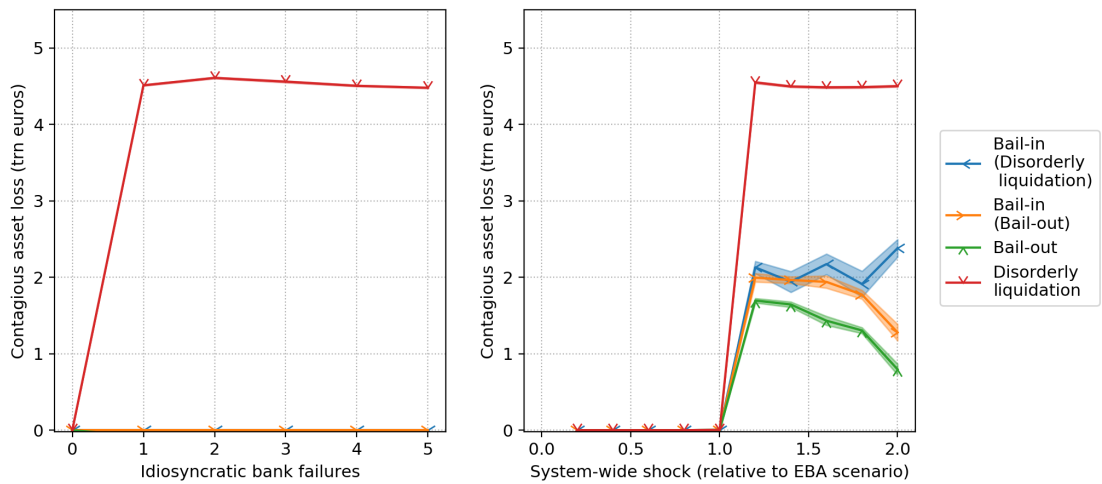 Contagious asset loss (trn euros)
5
4
3
2
1
0
0
1
2
3
4
5
Idiosyncratic bank failures
Contagious asset loss (trn euros)
5
4
3
2
1
0
0.0
0.5
1.0
1.5
2.0
System-wide shock (relative to EBA scenario)
Bail-in
(Disorderly
liquidation)
Bail-in
(Bail-out)
Bail-out
Disorderly
liquidation